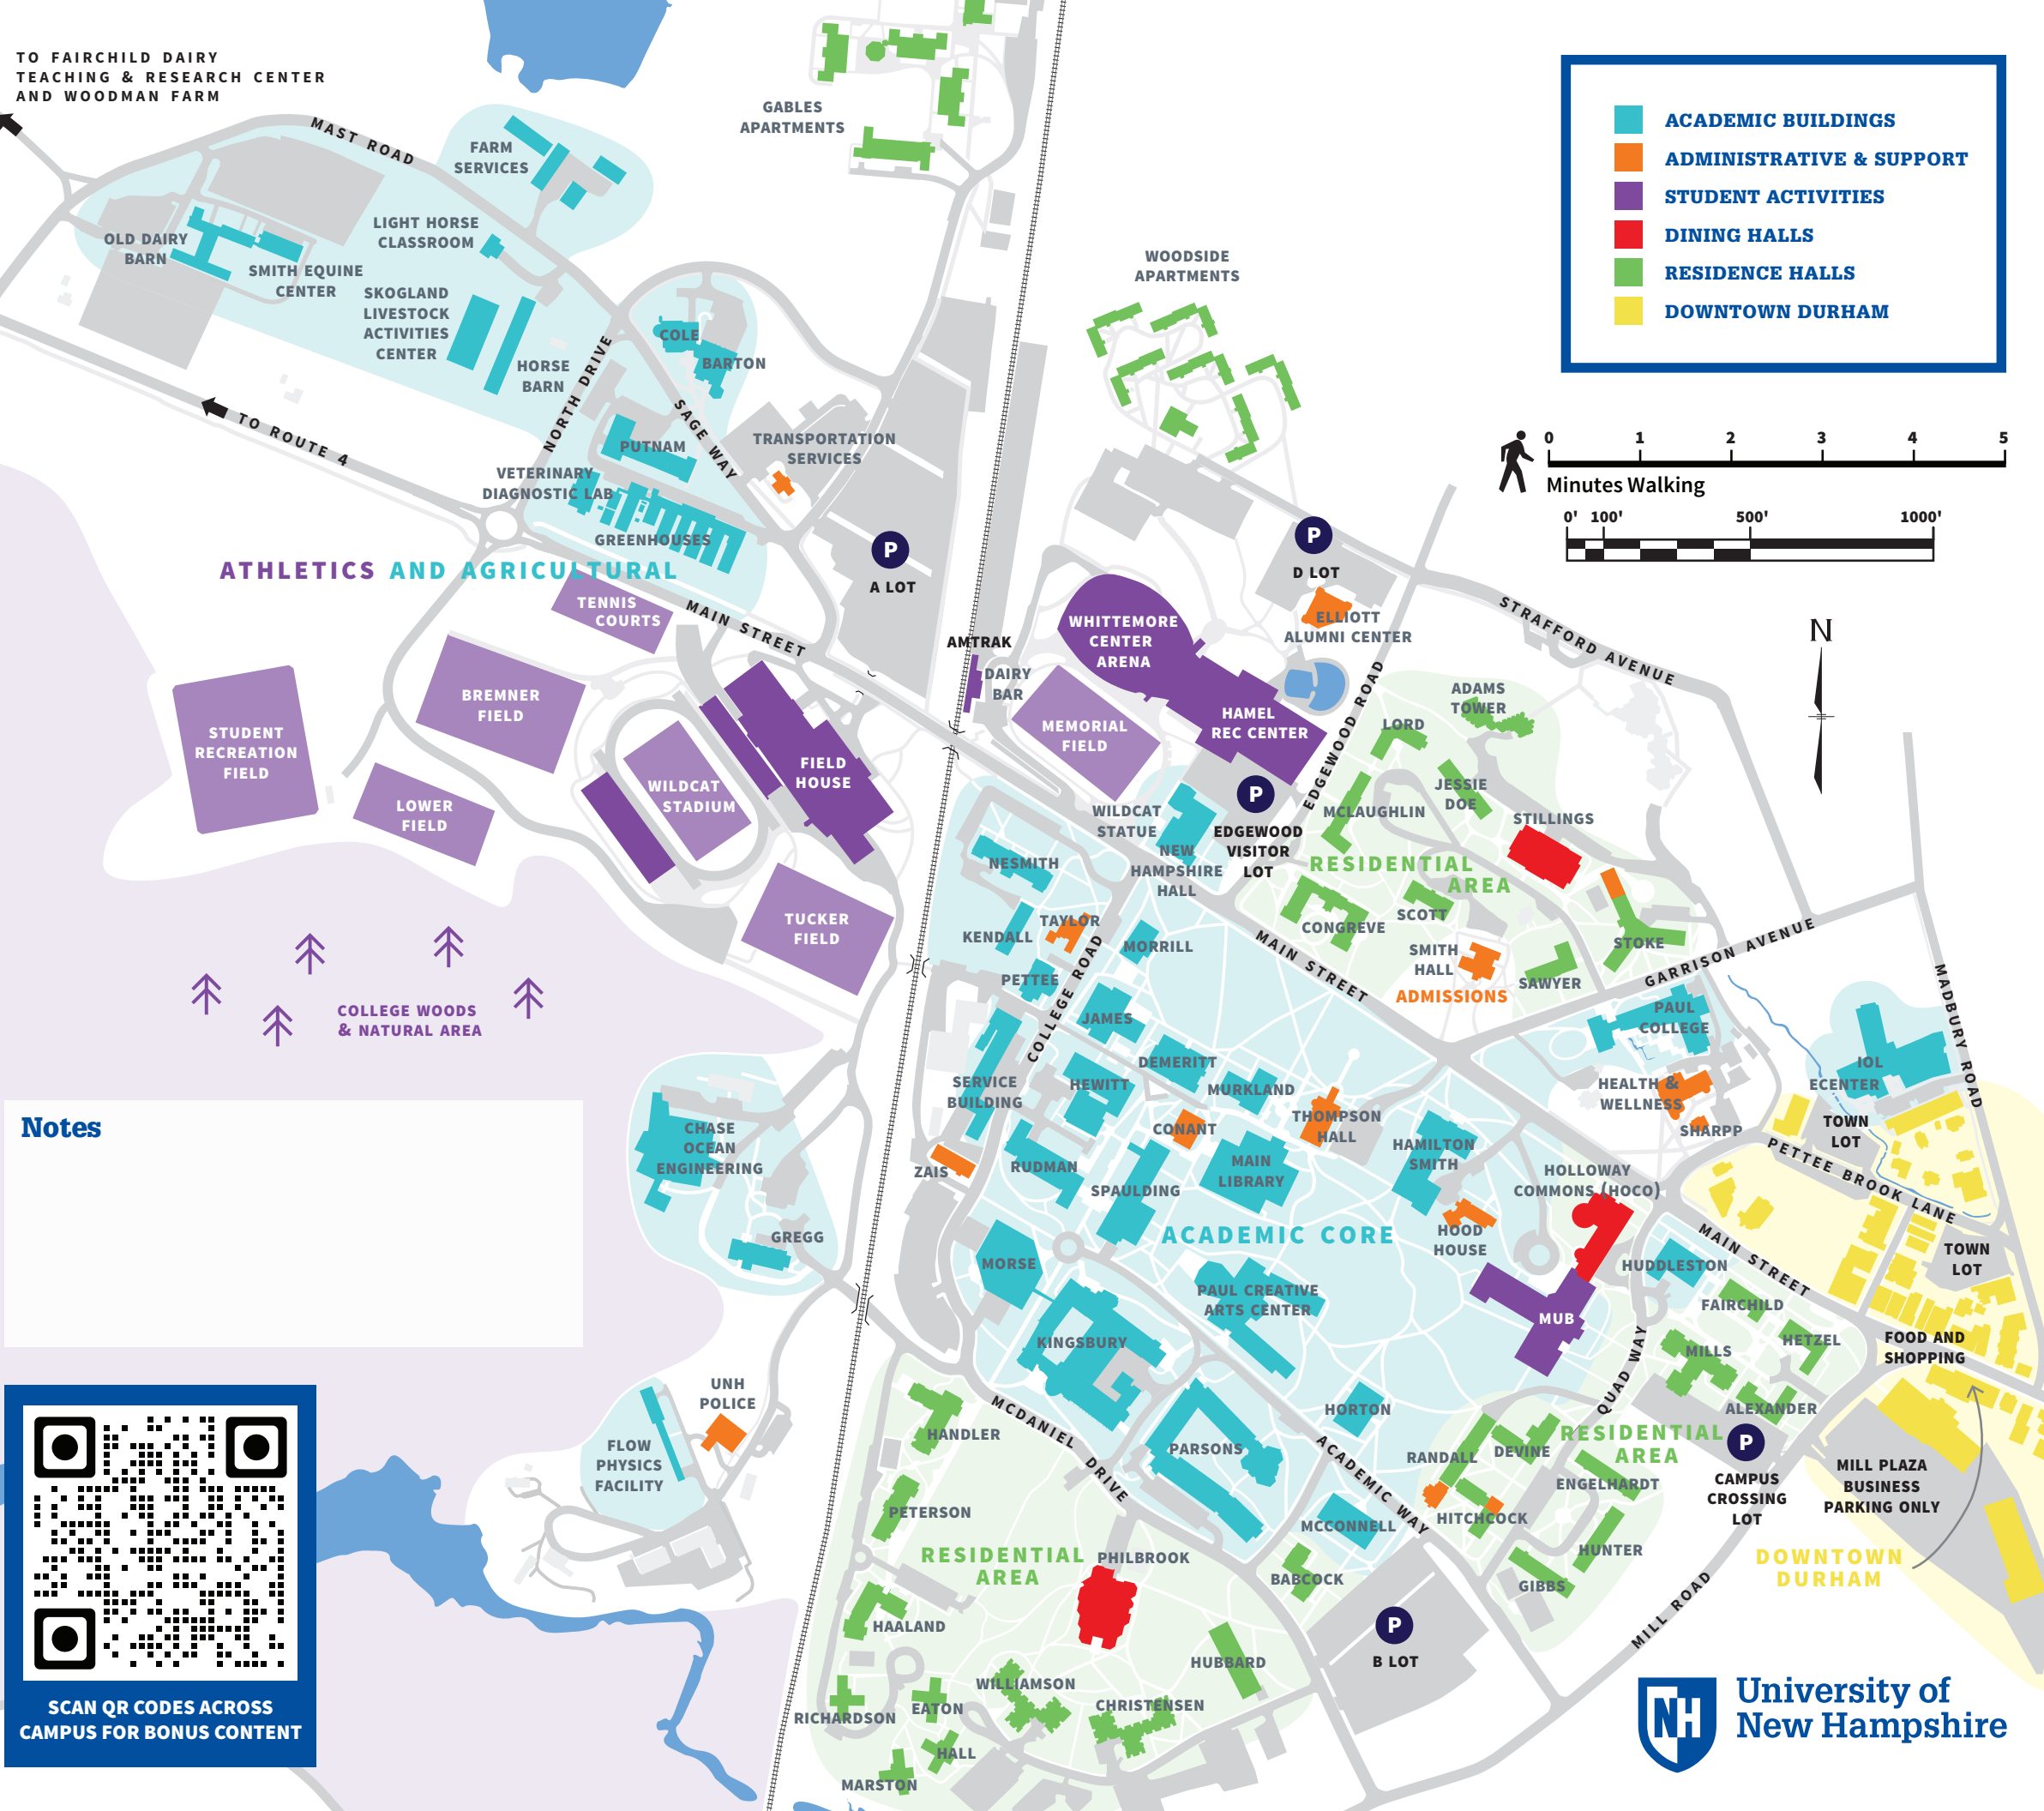 TO FAIRCHILD DAIRY
TEACHING & RESEARCH CENTER
AND WOODMAN FARM
MAST ROAD
FARM
SERVICES
GABLES
APARTMENTS
ACADEMIC BUILDINGS
ADMINISTRATIVE & SUPPORT
STUDENT ACTIVITIES
DINING HALLS
RESIDENCE HALLS
DOWNTOWN DURHAM
OLD DAIRY
BARN
LIGHT HORSE
CLASSROOM
SMITH EQUINE
CENTER
SKOGLAND
LIVESTOCK
ACTIVITIES
CENTER
HORSE
BARN
COLE
BARTON
WOODSIDE
APARTMENTS
NORTH DRIVE
SAGE WAY
TO ROUTE 4
PUTNAM
TRANSPORTATION
SERVICES
VETERINARY
DIAGNOSTIC LAB
GREENHOUSES
0 1 2 3 4 5
Minutes Walking
0' 100' 500' 1000'
P
A LOT
P
D LOT
ATHLETICS AND AGRICULTURAL
TENNIS
COURTS
MAIN STREET
AMTRAK
DAIRY
BAR
WHITTEMORE
CENTER
ARENA
ELLIOTT
ALUMNI CENTER
STRAFFORD AVENUE
N
STUDENT
RECREATION
FIELD
BREMNER
FIELD
LOWER
FIELD
WILDCAT
STADIUM
FIELD
HOUSE
MEMORIAL
FIELD
HAMEL
REC CENTER
EDGEWOOD ROAD
ADAMS
TOWER
LORD
JESSIE
DOE
MCLAUGHLIN
STILLINGS
WILDCAT
STATUE
P
EDGEWOOD
VISITOR
LOT
NEW
HAMPSHIRE
HALL
RESIDENTIAL
AREA
NESMITH
TUCKER
FIELD
KENDALL
TAYLOR
MORRILL
PETTEE
COLLEGE ROAD
CONGREVE
SCOTT
MAIN STREET
SMITH
HALL
ADMISSIONS
SAWYER
STOKE
GARRISON AVENUE
MADBURY ROAD
COLLEGE WOODS
& NATURAL AREA
JAMES
DEMERITT
MURKLAND
HEWITT
SERVICE
BUILDING
CONANT
THOMPSON
HALL
PAUL
COLLEGE
IOL
ECENTER
HEALTH &
WELLNESS
SHARPP
TOWN
LOT
PETTEE BROOK LANE
Notes
CHASE
OCEAN
ENGINEERING
GREGG
ZAIS
RUDMAN
SPAULDING
MAIN
LIBRARY
HAMILTON
SMITH
HOLLOWAY
COMMONS (HOCO)
HOOD
HOUSE
ACADEMIC CORE
MORSE
KINGSBURY
PAUL CREATIVE
ARTS CENTER
MUB
HUDDLESTON
MAIN STREET
TOWN
LOT
FAIRCHILD
HETZEL
MILLS
FOOD AND
SHOPPING
ALEXANDER
QUAD WAY
UNH
POLICE
FLOW
PHYSICS
FACILITY
HANDLER
MCDANIEL DRIVE
PARSONS
HORTON
ACADEMIC WAY
RANDALL
DEVINE
RESIDENTIAL
AREA
ENGELHARDT
HITCHCOCK
P
CAMPUS
CROSSING
LOT
MILL PLAZA
BUSINESS
PARKING ONLY
PETERSON
MCCONNELL
HUNTER
GIBBS
DOWNTOWN
DURHAM
RESIDENTIAL
AREA
PHILBROOK
BABCOCK
MILL ROAD
HAALAND
P
B LOT
HUBBARD
WILLIAMSON
EATON
RICHARDSON
CHRISTENSEN
HALL
MARSTON
SCAN QR CODES ACROSS
CAMPUS FOR BONUS CONTENT
NH
University of
New Hampshire